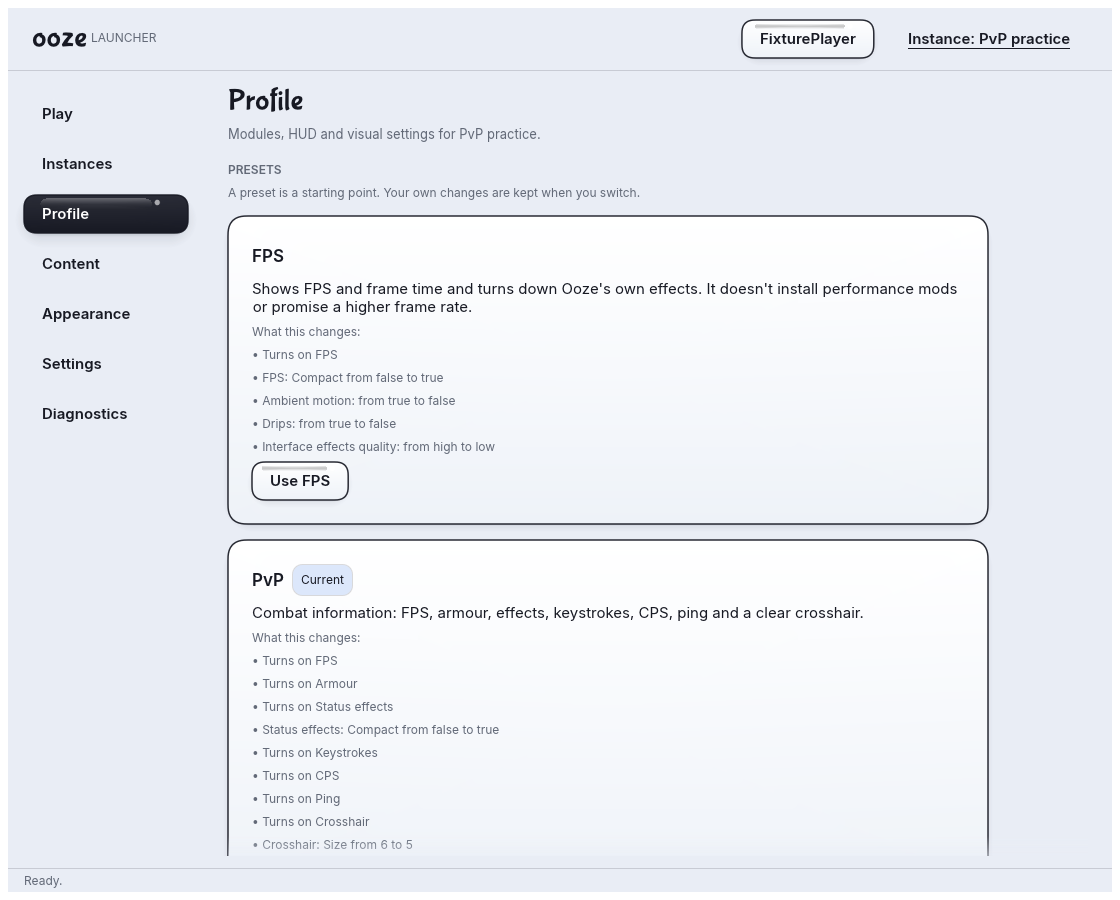 ooze LAUNCHER
FixturePlayer
Instance: PvP practice
Play
Instances
Profile
Content
Appearance
Settings
Diagnostics
Profile
Modules, HUD and visual settings for PvP practice.
PRESETS
A preset is a starting point. Your own changes are kept when you switch.
FPS
Shows FPS and frame time and turns down Ooze's own effects. It doesn't install performance mods
or promise a higher frame rate.
What this changes:
• Turns on FPS
• FPS: Compact from false to true
• Ambient motion: from true to false
• Drips: from true to false
• Interface effects quality: from high to low
Use FPS
PvP Current
Combat information: FPS, armour, effects, keystrokes, CPS, ping and a clear crosshair.
What this changes:
• Turns on FPS
• Turns on Armour
• Turns on Status effects
• Status effects: Compact from false to true
• Turns on Keystrokes
• Turns on CPS
• Turns on Ping
• Turns on Crosshair
• Crosshair: Size from 6 to 5
Ready.